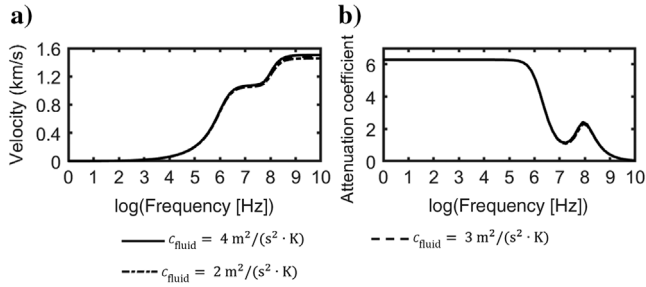 a)
b)
Velocity (km/s)
1.6
1.2
0.8
0.4
0
0 1 2 3 4 5 6 7 8 9 10
log(Frequency [Hz])
Attenuation coefficient
6
4
2
0
0 1 2 3 4 5 6 7 8 9 10
log(Frequency [Hz])
c_fluid = 4 m²/(s² · K)
c_fluid = 3 m²/(s² · K)
c_fluid = 2 m²/(s² · K)